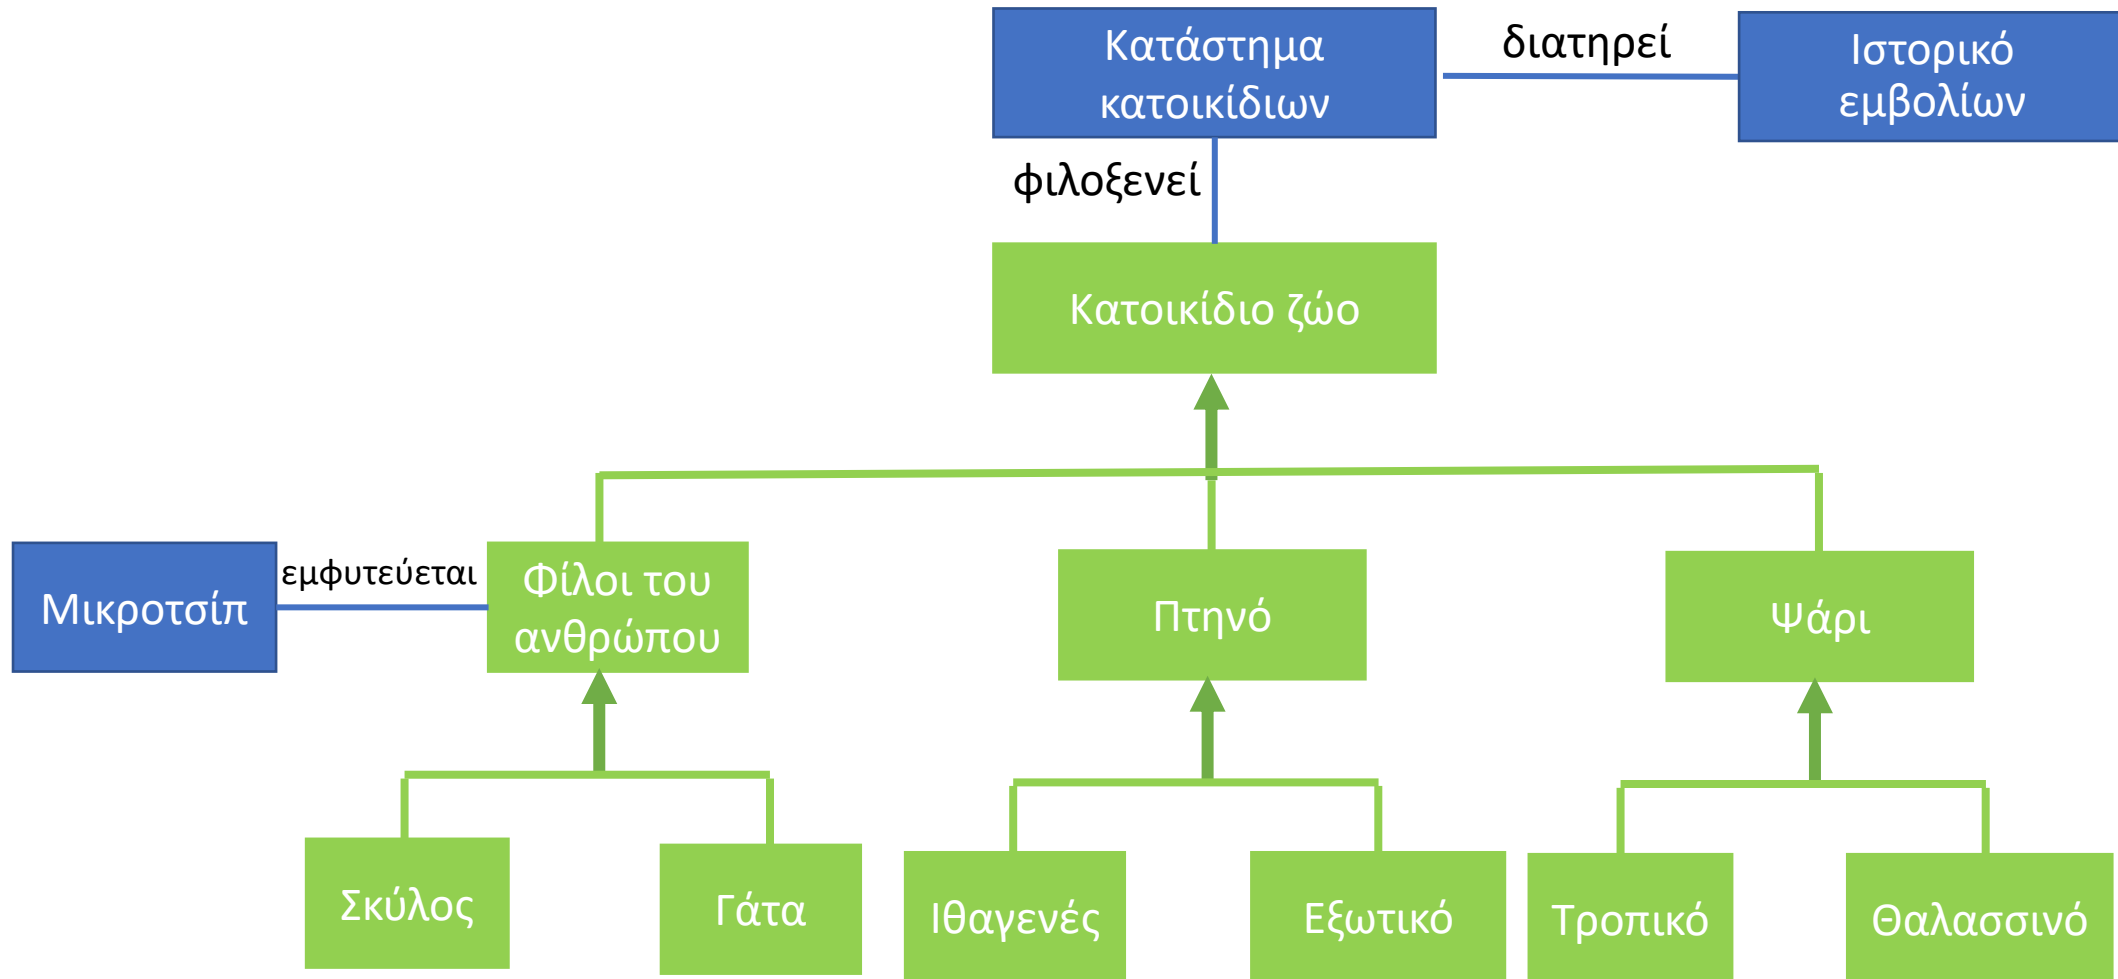 Κατάστημα
κατοικίδιων
διατηρεί
Ιστορικό
εμβολίων
φιλοξενεί
Κατοικίδιο ζώο
Μικροτσίπ
εμφυτεύεται
Φίλοι του
ανθρώπου
Πτηνό
Ψάρι
Σκύλος
Γάτα
Ιθαγενές
Εξωτικό
Τροπικό
Θαλασσινό